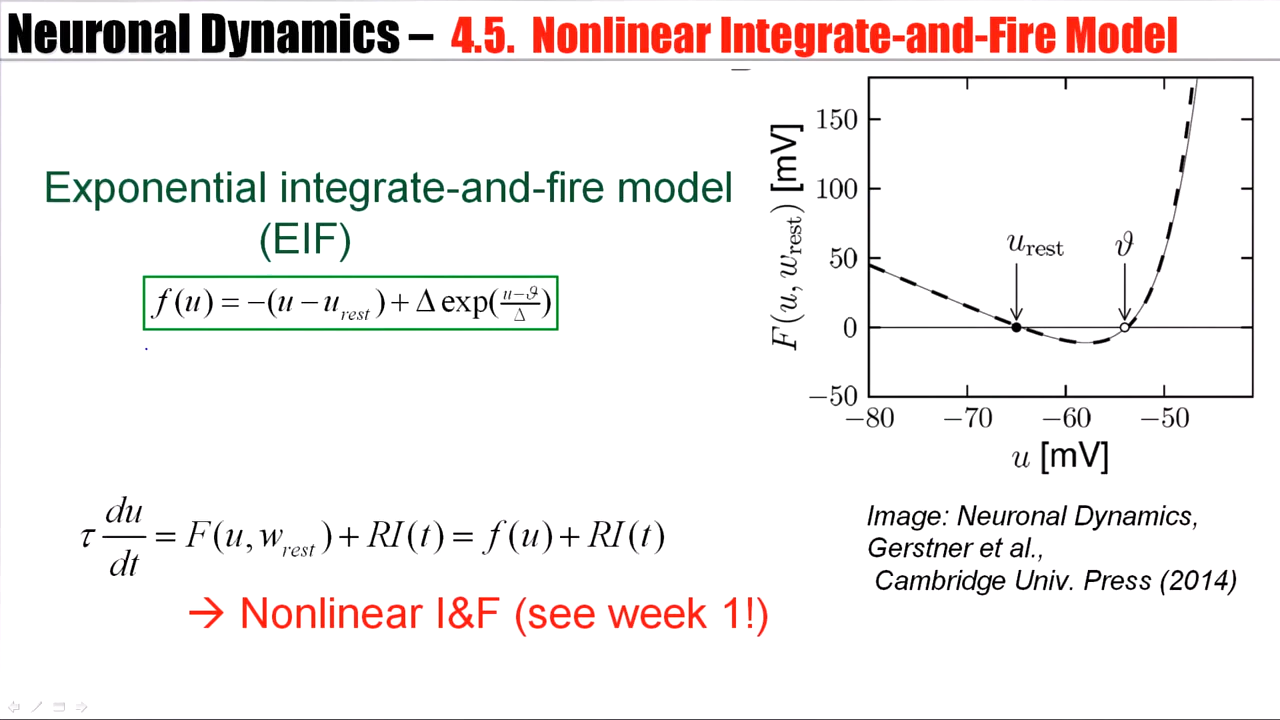 Neuronal Dynamics – 4.5. Nonlinear Integrate-and-Fire Model
Exponential integrate-and-fire model
(EIF)
f(u) = −(u − u_rest) + Δ exp((u−ϑ)/Δ)
τ du/dt = F(u, w_rest) + RI(t) = f(u) + RI(t)
→ Nonlinear I&F (see week 1!)
F(u, w_rest) [mV]
150
100
50
0
−50
u_rest
ϑ
−80 −70 −60 −50
u [mV]
Image: Neuronal Dynamics,
Gerstner et al.,
Cambridge Univ. Press (2014)